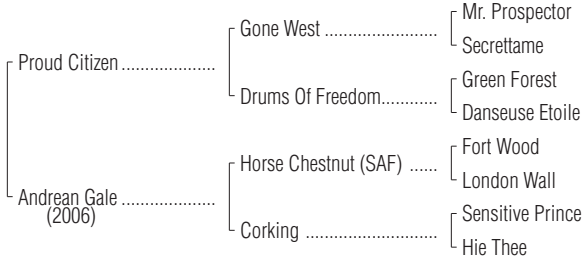 Mr. Prospector
Gone West ........................
Secrettame
Proud Citizen ....................
Green Forest
Drums Of Freedom............
Danseuse Etoile
Fort Wood
Horse Chestnut (SAF) ......
London Wall
Andrean Gale ....................
(2006)
Sensitive Prince
Corking ............................
Hie Thee